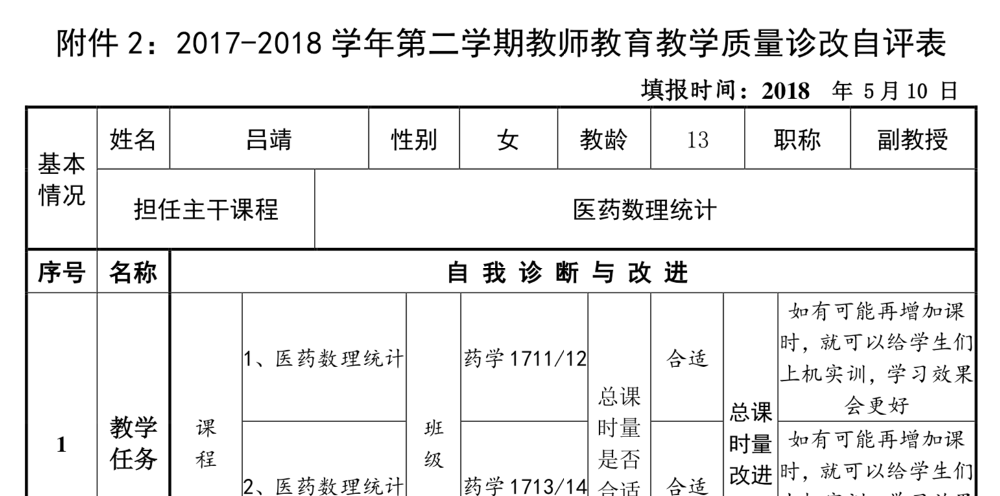 附件2：2017-2018学年第二学期教师教育教学质量诊改自评表
填报时间：2018 年 5月10 日
基本
情况
姓名 吕靖 性别 女 教龄 13 职称 副教授
担任主干课程 医药数理统计
序号 名称 自 我 诊 断 与 改 进
1
教学
任务
课
程
1、医药数理统计
2、医药数理统计
班
级
药学1711/12
药学1713/14
总课
时量
是否
合适
合适
合适
总课
时量
改进
如有可能再增加课
时，就可以给学生们
上机实训，学习效果
会更好
如有可能再增加课
时，就可以给学生们
上机实训，学习效果